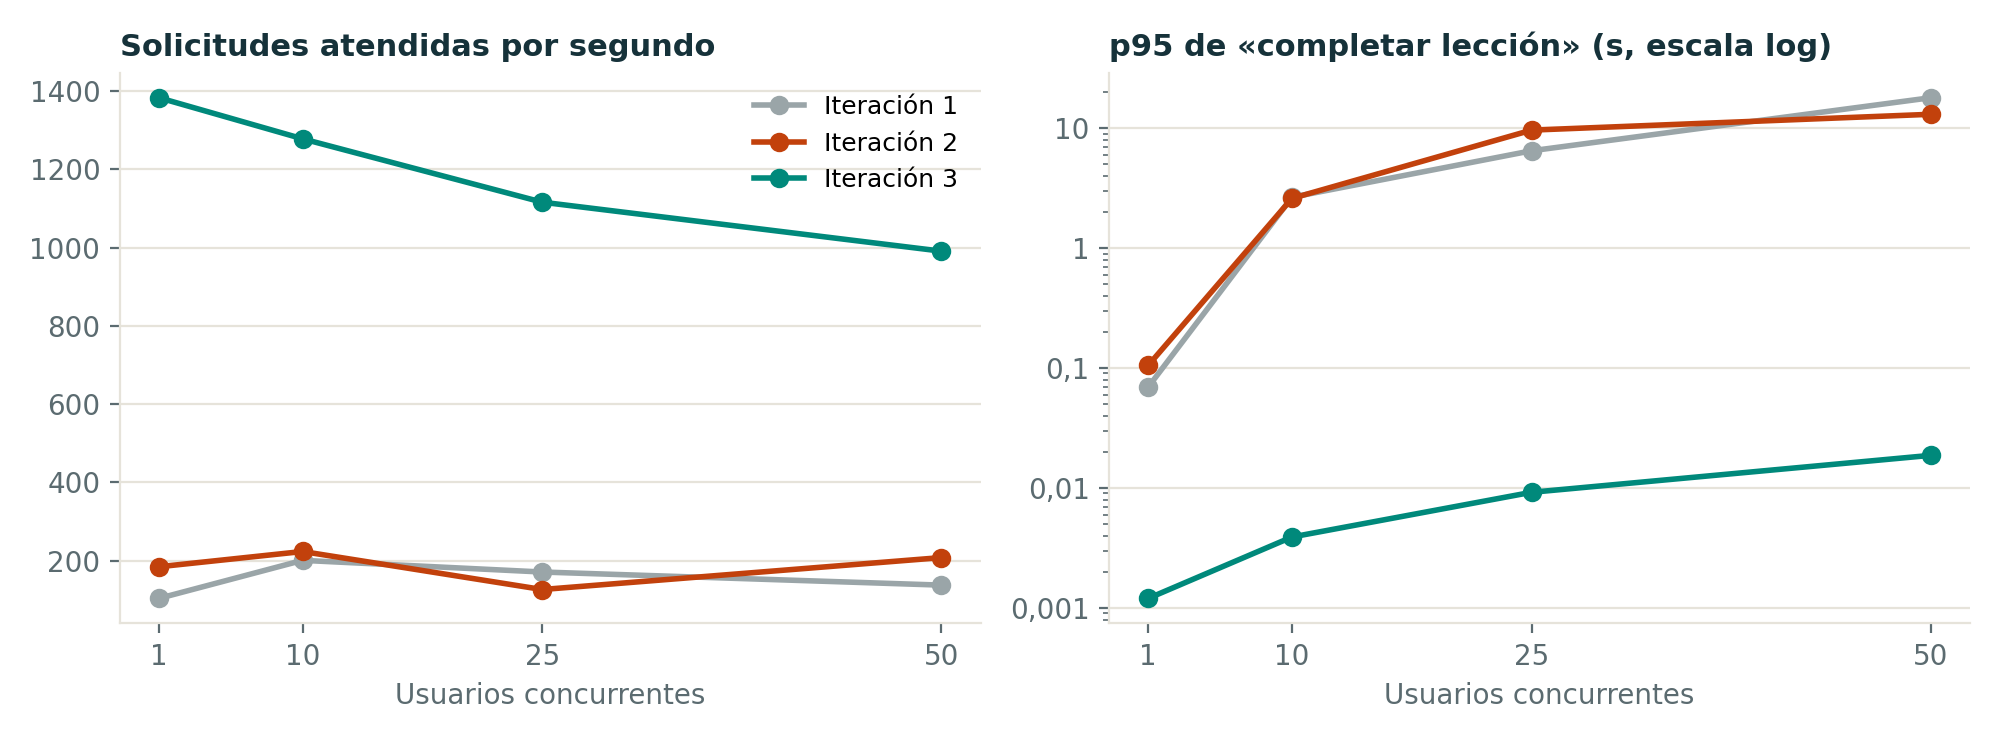 Solicitudes atendidas por segundo
1400
1200
1000
800
600
400
200
1 10 25 50
Usuarios concurrentes
Iteración 1
Iteración 2
Iteración 3
p95 de «completar lección» (s, escala log)
10
1
0,1
0,01
0,001
1 10 25 50
Usuarios concurrentes